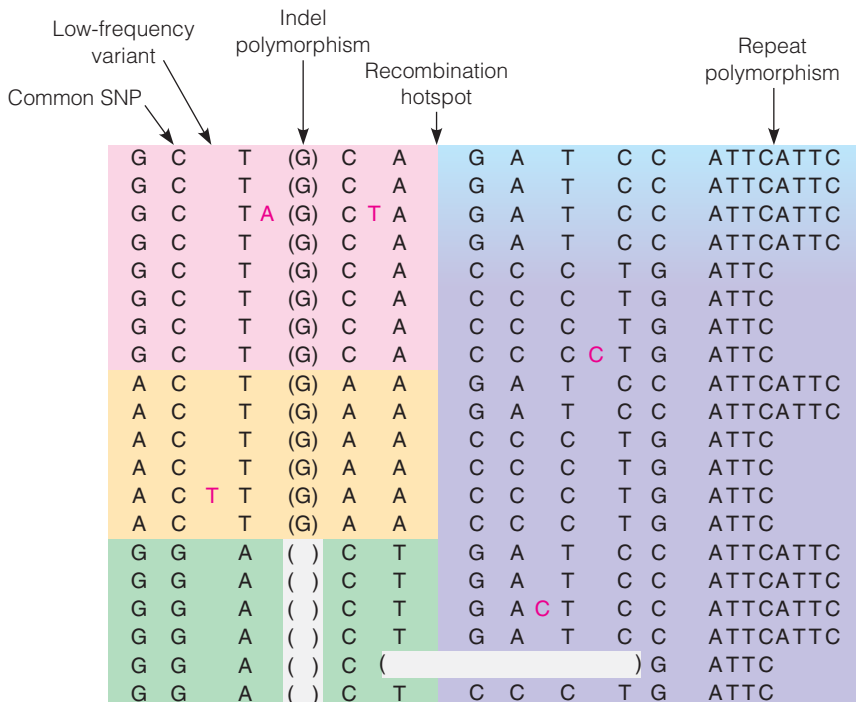 Low-frequency variant
Indel polymorphism
Recombination hotspot
Repeat polymorphism
Common SNP
G C T (G) C A G A T C C ATTCATTC
G C T (G) C A G A T C C ATTCATTC
G C T A (G) C T A G A T C C ATTCATTC
G C T (G) C A G A T C C ATTCATTC
G C T (G) C A C C C T G ATTC
G C T (G) C A C C C T G ATTC
G C T (G) C A C C C T G ATTC
G C T (G) C A C C C C T G ATTC
A C T (G) A A G A T C C ATTCATTC
A C T (G) A A G A T C C ATTCATTC
A C T (G) A A C C C T G ATTC
A C T (G) A A C C C T G ATTC
A C T T (G) A A C C C T G ATTC
A C T (G) A A C C C T G ATTC
G G A ( ) C T G A T C C ATTCATTC
G G A ( ) C T G A T C C ATTCATTC
G G A ( ) C T G A C T C C ATTCATTC
G G A ( ) C T G A T C C ATTCATTC
G G A ( ) C ( ) G ATTC
G G A ( ) C T C C C T G ATTC